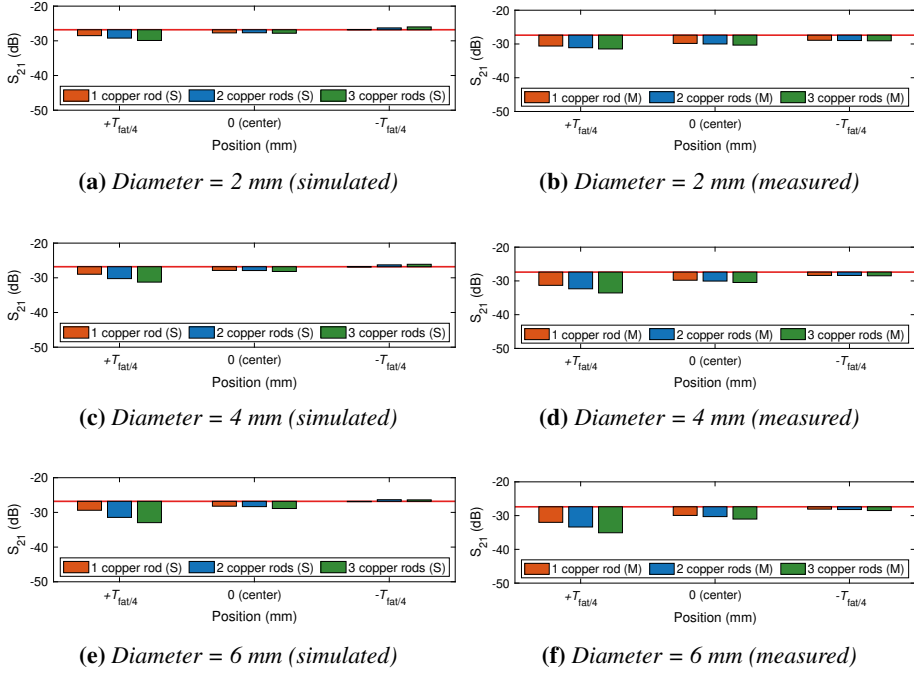 -20
-30
-40
-50
S21 (dB)
1 copper rod (S) 2 copper rods (S) 3 copper rods (S)
+Tfat/4 0 (center) -Tfat/4
Position (mm)
(a) Diameter = 2 mm (simulated)
-20
-30
-40
-50
S21 (dB)
1 copper rod (M) 2 copper rods (M) 3 copper rods (M)
+Tfat/4 0 (center) -Tfat/4
Position (mm)
(b) Diameter = 2 mm (measured)
-20
-30
-40
-50
S21 (dB)
1 copper rod (S) 2 copper rods (S) 3 copper rods (S)
+Tfat/4 0 (center) -Tfat/4
Position (mm)
(c) Diameter = 4 mm (simulated)
-20
-30
-40
-50
S21 (dB)
1 copper rod (M) 2 copper rods (M) 3 copper rods (M)
+Tfat/4 0 (center) -Tfat/4
Position (mm)
(d) Diameter = 4 mm (measured)
-20
-30
-40
-50
S21 (dB)
1 copper rod (S) 2 copper rods (S) 3 copper rods (S)
+Tfat/4 0 (center) -Tfat/4
Position (mm)
(e) Diameter = 6 mm (simulated)
-20
-30
-40
-50
S21 (dB)
1 copper rod (M) 2 copper rods (M) 3 copper rods (M)
+Tfat/4 0 (center) -Tfat/4
Position (mm)
(f) Diameter = 6 mm (measured)